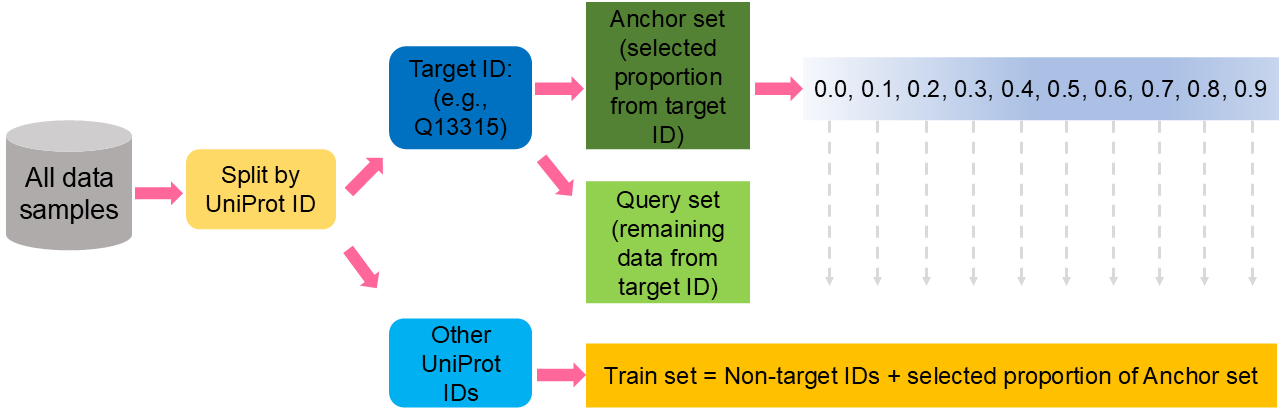 All data
samples
Split by
UniProt ID
Target ID:
(e.g.,
Q13315)
Anchor set
(selected
proportion
from target
ID)
0.0, 0.1, 0.2, 0.3, 0.4, 0.5, 0.6, 0.7, 0.8, 0.9
Query set
(remaining
data from
target ID)
Other
UniProt
IDs
Train set = Non-target IDs + selected proportion of Anchor set